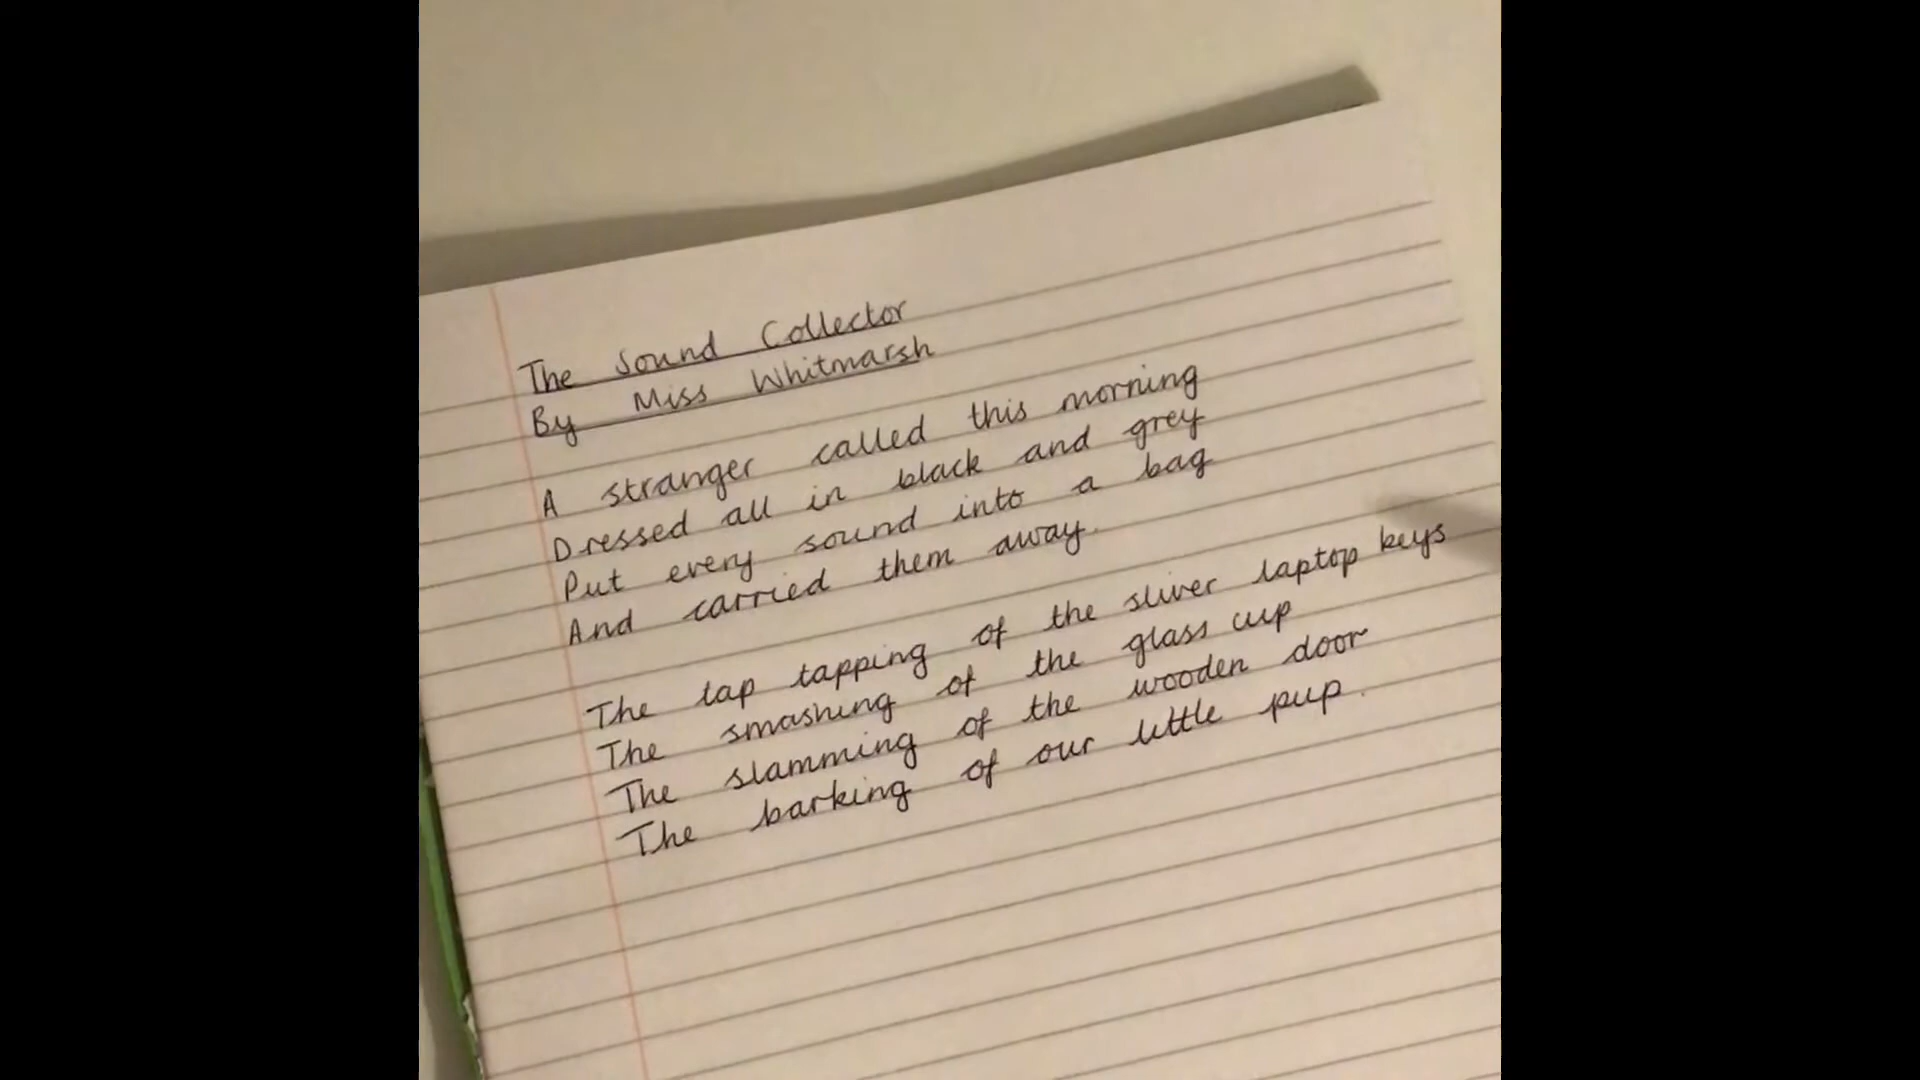 The Sound Collector
By Miss Whitmarsh
A stranger called this morning
Dressed all in black and grey
Put every sound into a bag
And carried them away.
The tap tapping of the sliver laptop keys
The smashing of the glass cup
The slamming of the wooden door
The barking of our little pup.